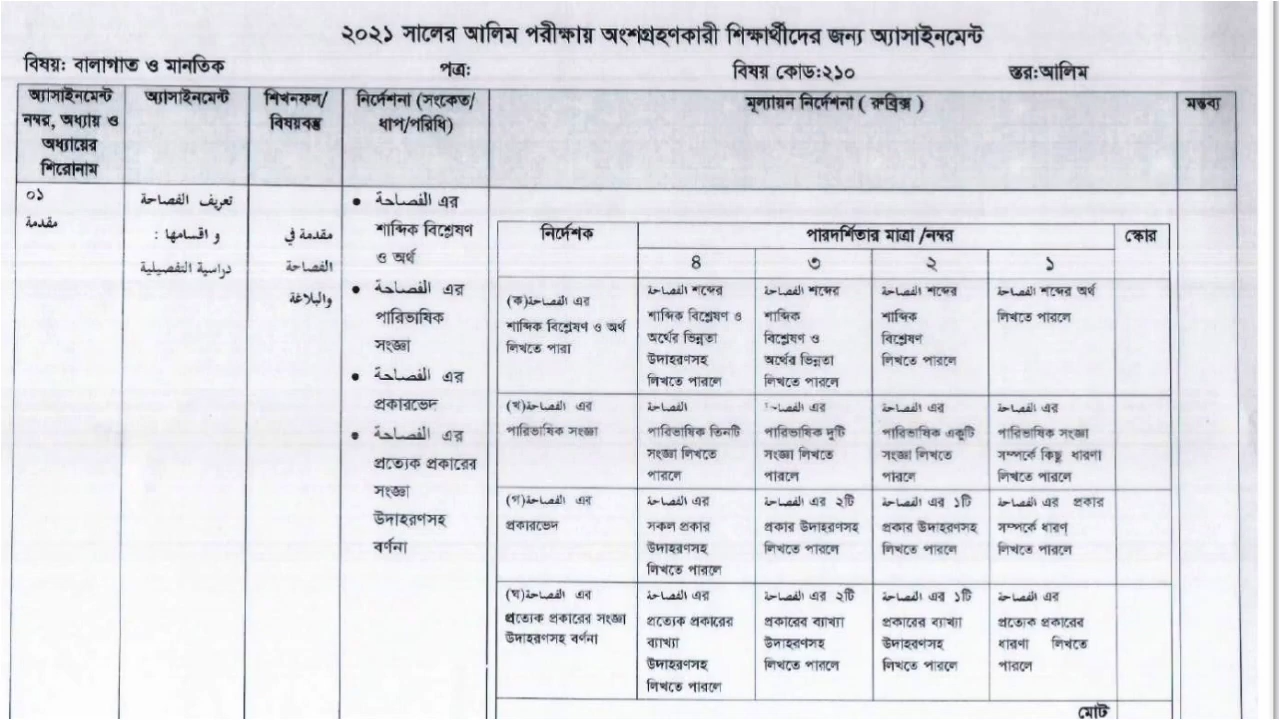 ২০২১ সালের আলিম পরীক্ষায় অংশগ্রহণকারী শিক্ষার্থীদের জন্য অ্যাসাইনমেন্ট
বিষয়: বালাগাত ও মানতিক পত্র: বিষয় কোড:২১০ স্তর:আলিম
অ্যাসাইনমেন্ট
নম্বর, অধ্যায় ও
অধ্যায়ের
শিরোনাম
অ্যাসাইনমেন্ট
শিখনফল/
বিষয়বস্তু
নির্দেশনা (সংকেত/
ধাপ/পরিধি)
মূল্যায়ন নির্দেশনা ( রুব্রিক্স )
মন্তব্য
০১
مقدمة
تعريف الفصاحة
و اقسامها :
دراسية التفصيلية
مقدمة في
الفصاحة
والبلاغة
• الفصاحة এর
শাব্দিক বিশ্লেষণ
ও অর্থ
• الفصاحة এর
পারিভাষিক
সংজ্ঞা
• الفصاحة এর
প্রকারভেদ
• الفصاحة এর
প্রত্যেক প্রকারের
সংজ্ঞা
উদাহরণসহ
বর্ণনা
নির্দেশক
পারদর্শিতার মাত্রা /নম্বর
স্কোর
৪ ৩ ২ ১
(ক)الفصاحة এর
শাব্দিক বিশ্লেষণ ও অর্থ
লিখতে পারা
الفصاحة শব্দের
শাব্দিক বিশ্লেষণ ও
অর্থের ভিন্নতা
উদাহরণসহ
লিখতে পারলে
الفصاحة শব্দের
শাব্দিক
বিশ্লেষণ ও
অর্থের ভিন্নতা
লিখতে পারলে
الفصاحة শব্দের
শাব্দিক
বিশ্লেষণ
লিখতে পারলে
الفصاحة শব্দের অর্থ
লিখতে পারলে
(খ)الفصاحة এর
পারিভাষিক সংজ্ঞা
الفصاحة
পারিভাষিক তিনটি
সংজ্ঞা লিখতে
পারলে
الفصاحة এর
পারিভাষিক দুটি
সংজ্ঞা লিখতে
পারলে
الفصاحة এর
পারিভাষিক একুটি
সংজ্ঞা লিখতে
পারলে
الفصاحة এর
পারিভাষিক সংজ্ঞা
সম্পর্কে কিছু ধারণা
লিখতে পারলে
(গ)الفصاحة এর
প্রকারভেদ
الفصاحة এর
সকল প্রকার
উদাহরণসহ
লিখতে পারলে
الفصاحة এর ২টি
প্রকার উদাহরণসহ
লিখতে পারলে
الفصاحة এর ১টি
প্রকার উদাহরণসহ
লিখতে পারলে
الفصاحة এর প্রকার
সম্পর্কে ধারণ্
লিখতে পারলে
(ঘ)الفصاحة এর
প্রত্যেক প্রকারের সংজ্ঞা
উদাহরণসহ বর্ণনা
الفصاحة এর
প্রত্যেক প্রকারের
ব্যাখ্যা
উদাহরণসহ
লিখতে পারলে
الفصاحة এর ২টি
প্রকারের ব্যাখ্যা
উদাহরণসহ
লিখতে পারলে
الفصاحة এর ১টি
প্রকারের ব্যাখ্যা
উদাহরণসহ
লিখতে পারলে
الفصاحة এর
প্রত্যেক প্রকারের
ধারণা লিখতে
পারলে
মোট